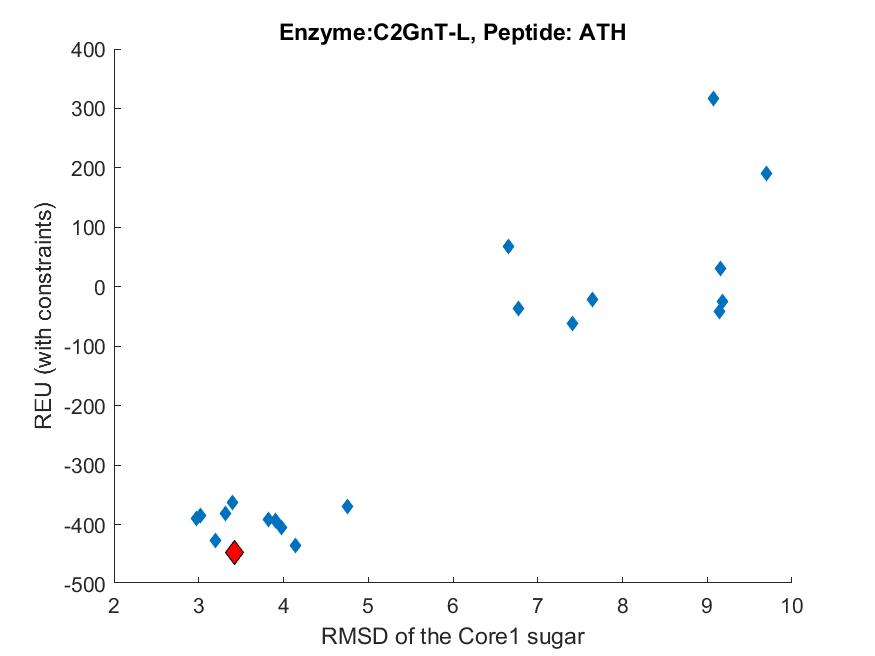 Enzyme:C2GnT-L, Peptide: ATH
400
300
200
100
0
-100
-200
-300
-400
-500
REU (with constraints)
2 3 4 5 6 7 8 9 10
RMSD of the Core1 sugar